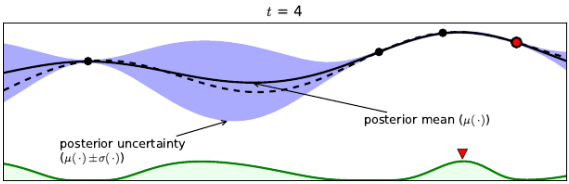 t = 4
posterior mean (μ(·))
posterior uncertainty
(μ(·)±σ(·))